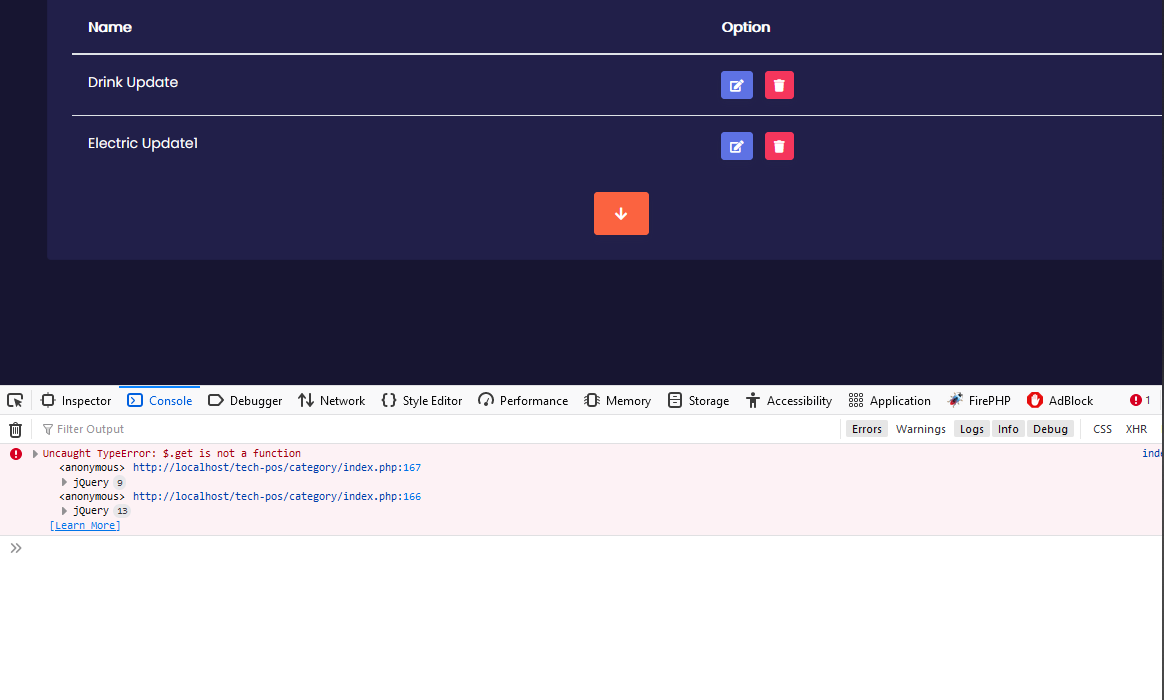 Name Option
Drink Update
Electric Update1
Inspector Console Debugger Network Style Editor Performance Memory Storage Accessibility Application FirePHP AdBlock 1
Filter Output Errors Warnings Logs Info Debug CSS XHR
Uncaught TypeError: $.get is not a function inde
<anonymous> http://localhost/tech-pos/category/index.php:167
jQuery 9
<anonymous> http://localhost/tech-pos/category/index.php:166
jQuery 13
[Learn More]